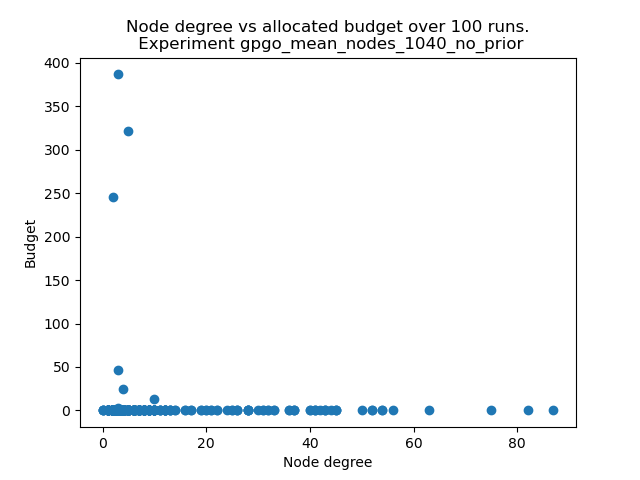 Node degree vs allocated budget over 100 runs.
Experiment gpgo_mean_nodes_1040_no_prior
400
350
300
250
200
150
100
50
0
Budget
0 20 40 60 80
Node degree